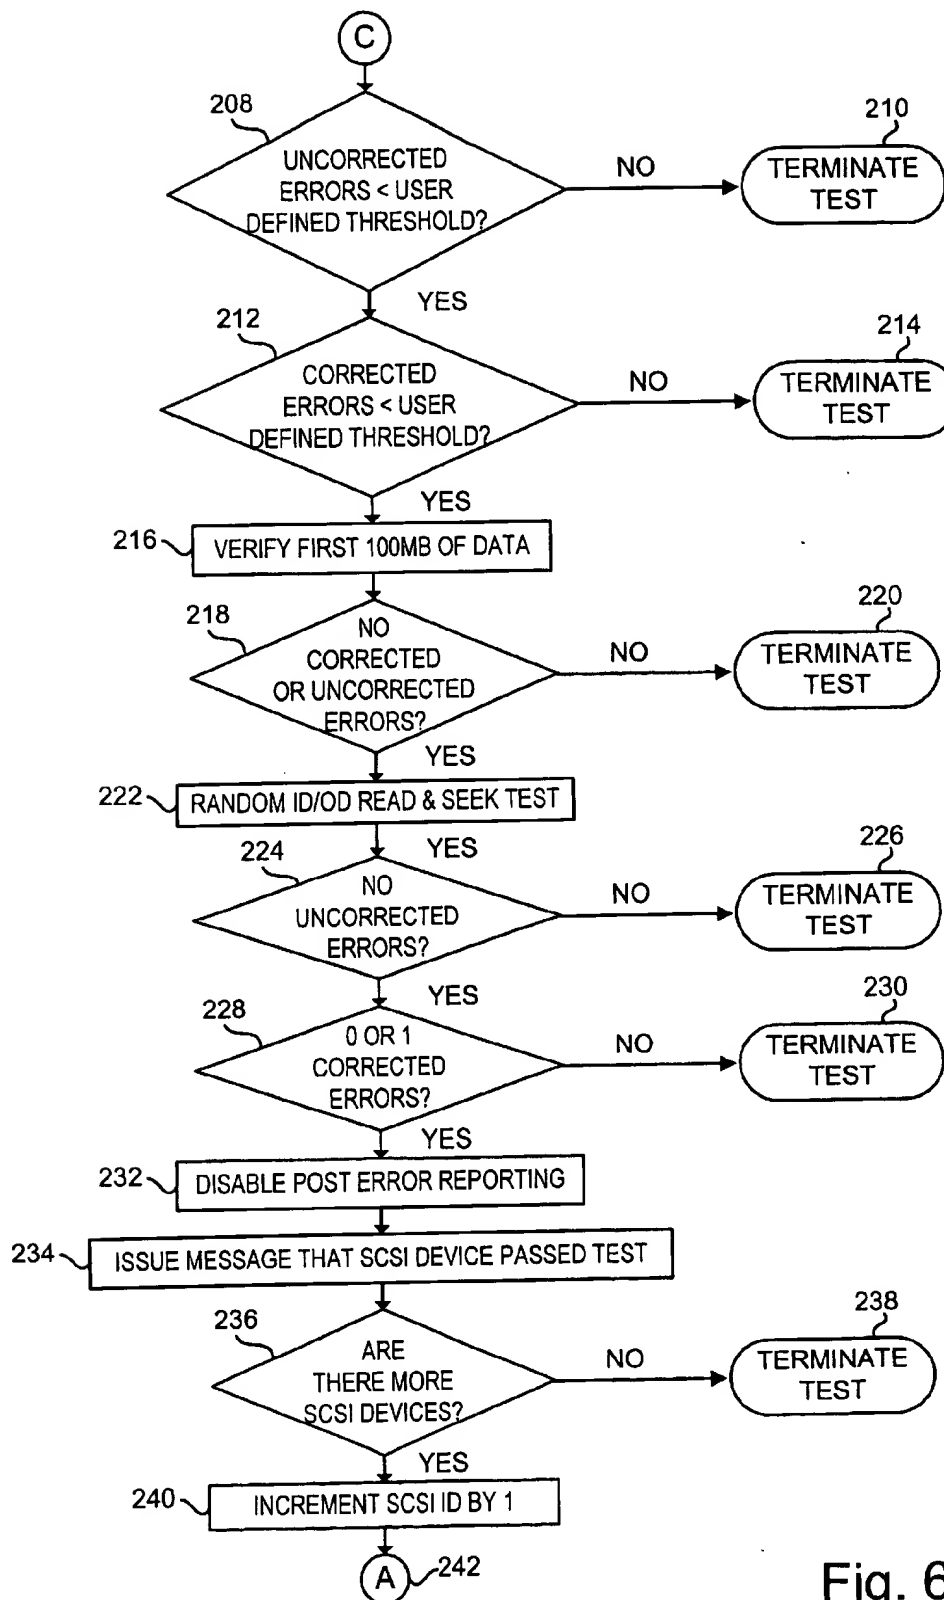 C
208
UNCORRECTED
ERRORS < USER
DEFINED THRESHOLD?
NO
210
TERMINATE
TEST
YES
212
CORRECTED
ERRORS < USER
DEFINED THRESHOLD?
NO
214
TERMINATE
TEST
YES
216
VERIFY FIRST 100MB OF DATA
218
NO
CORRECTED
OR UNCORRECTED
ERRORS?
NO
220
TERMINATE
TEST
YES
222
RANDOM ID/OD READ & SEEK TEST
YES
224
NO
UNCORRECTED
ERRORS?
NO
226
TERMINATE
TEST
YES
228
0 OR 1
CORRECTED
ERRORS?
NO
230
TERMINATE
TEST
YES
232
DISABLE POST ERROR REPORTING
234
ISSUE MESSAGE THAT SCSI DEVICE PASSED TEST
236
ARE
THERE MORE
SCSI DEVICES?
NO
238
TERMINATE
TEST
YES
240
INCREMENT SCSI ID BY 1
A
242
Fig. 6